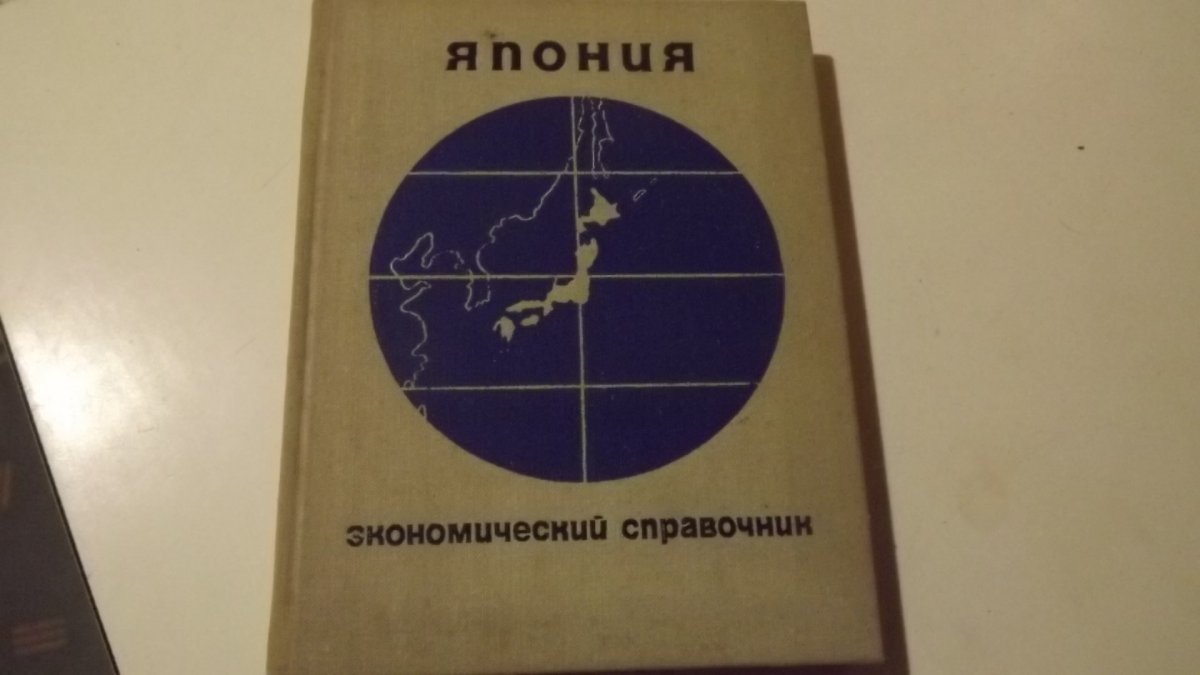 япония
экономический справочник